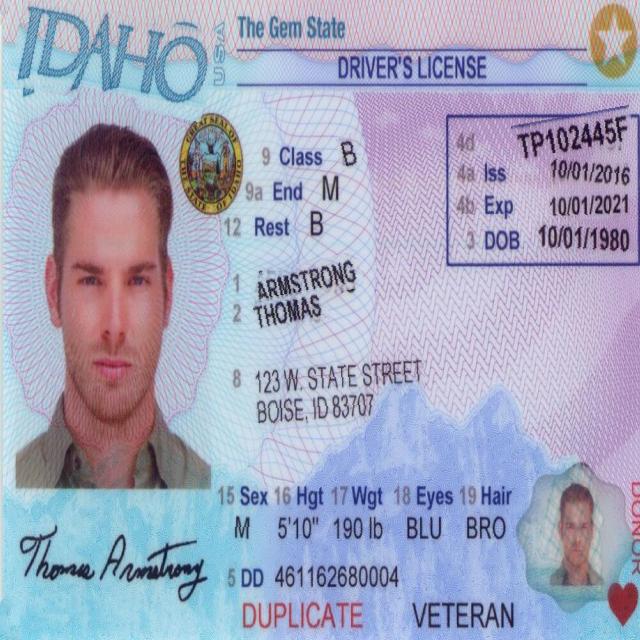 IDAHO USA
The Gem State
DRIVER'S LICENSE
9 Class B
9a End M
12 Rest B
4d TP102445F
4a Iss 10/01/2016
4b Exp 10/01/2021
3 DOB 10/01/1980
1 ARMSTRONG
2 THOMAS
8 123 W. STATE STREET
BOISE, ID 83707
15 Sex 16 Hgt 17 Wgt 18 Eyes 19 Hair
M 5'10" 190 lb BLU BRO
Thomas Armstrong
5 DD 461162680004
DUPLICATE VETERAN
DONOR